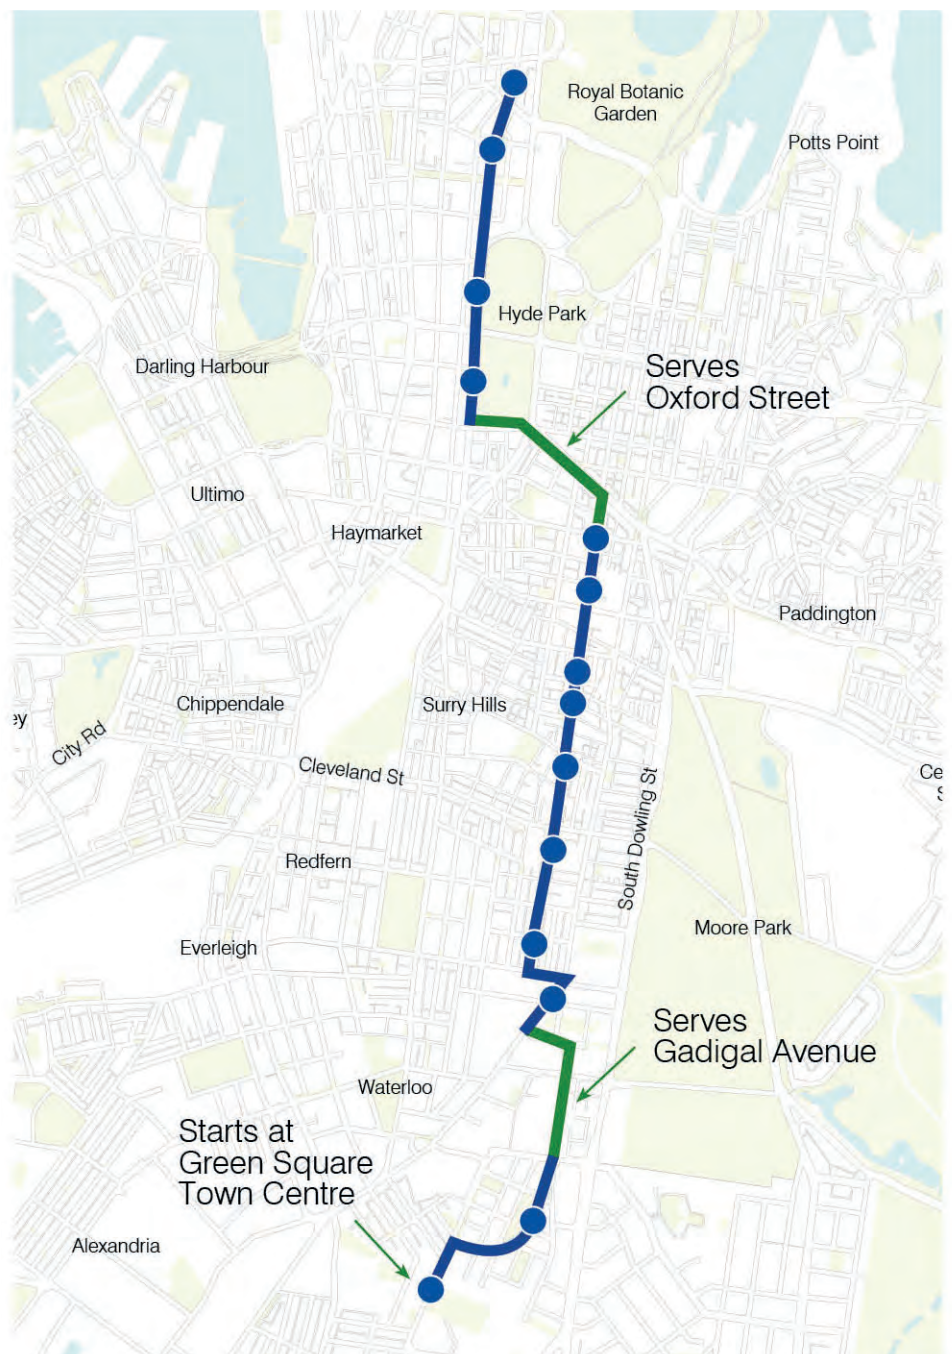 Royal Botanic
Garden
Potts Point
Hyde Park
Darling Harbour
Serves
Oxford Street
Ultimo
Haymarket
Paddington
Chippendale
Surry Hills
ey
City Rd
Cleveland St
South Dowling St
Ce
S
Redfern
Moore Park
Everleigh
Serves
Gadigal Avenue
Waterloo
Starts at
Green Square
Town Centre
Alexandria